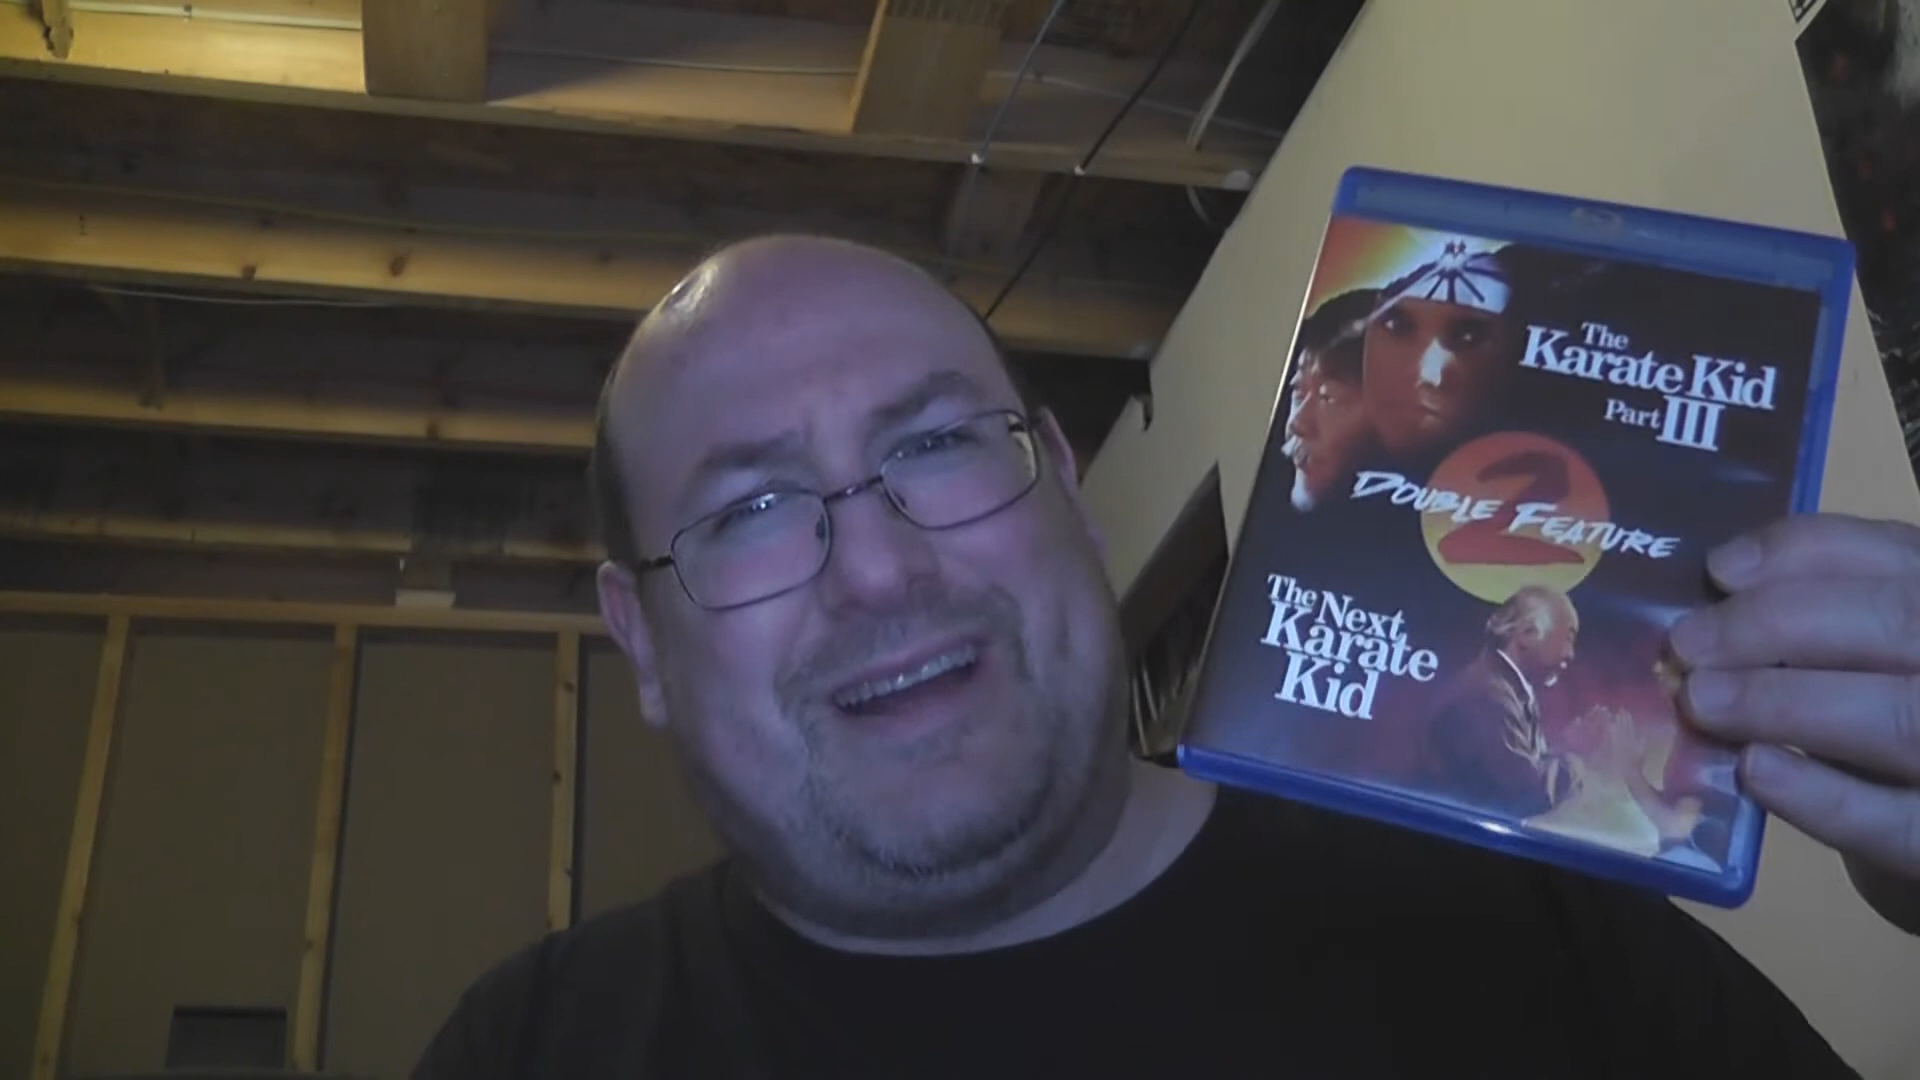 The
Karate Kid
Part III
2
Double Feature
The Next
Karate
Kid